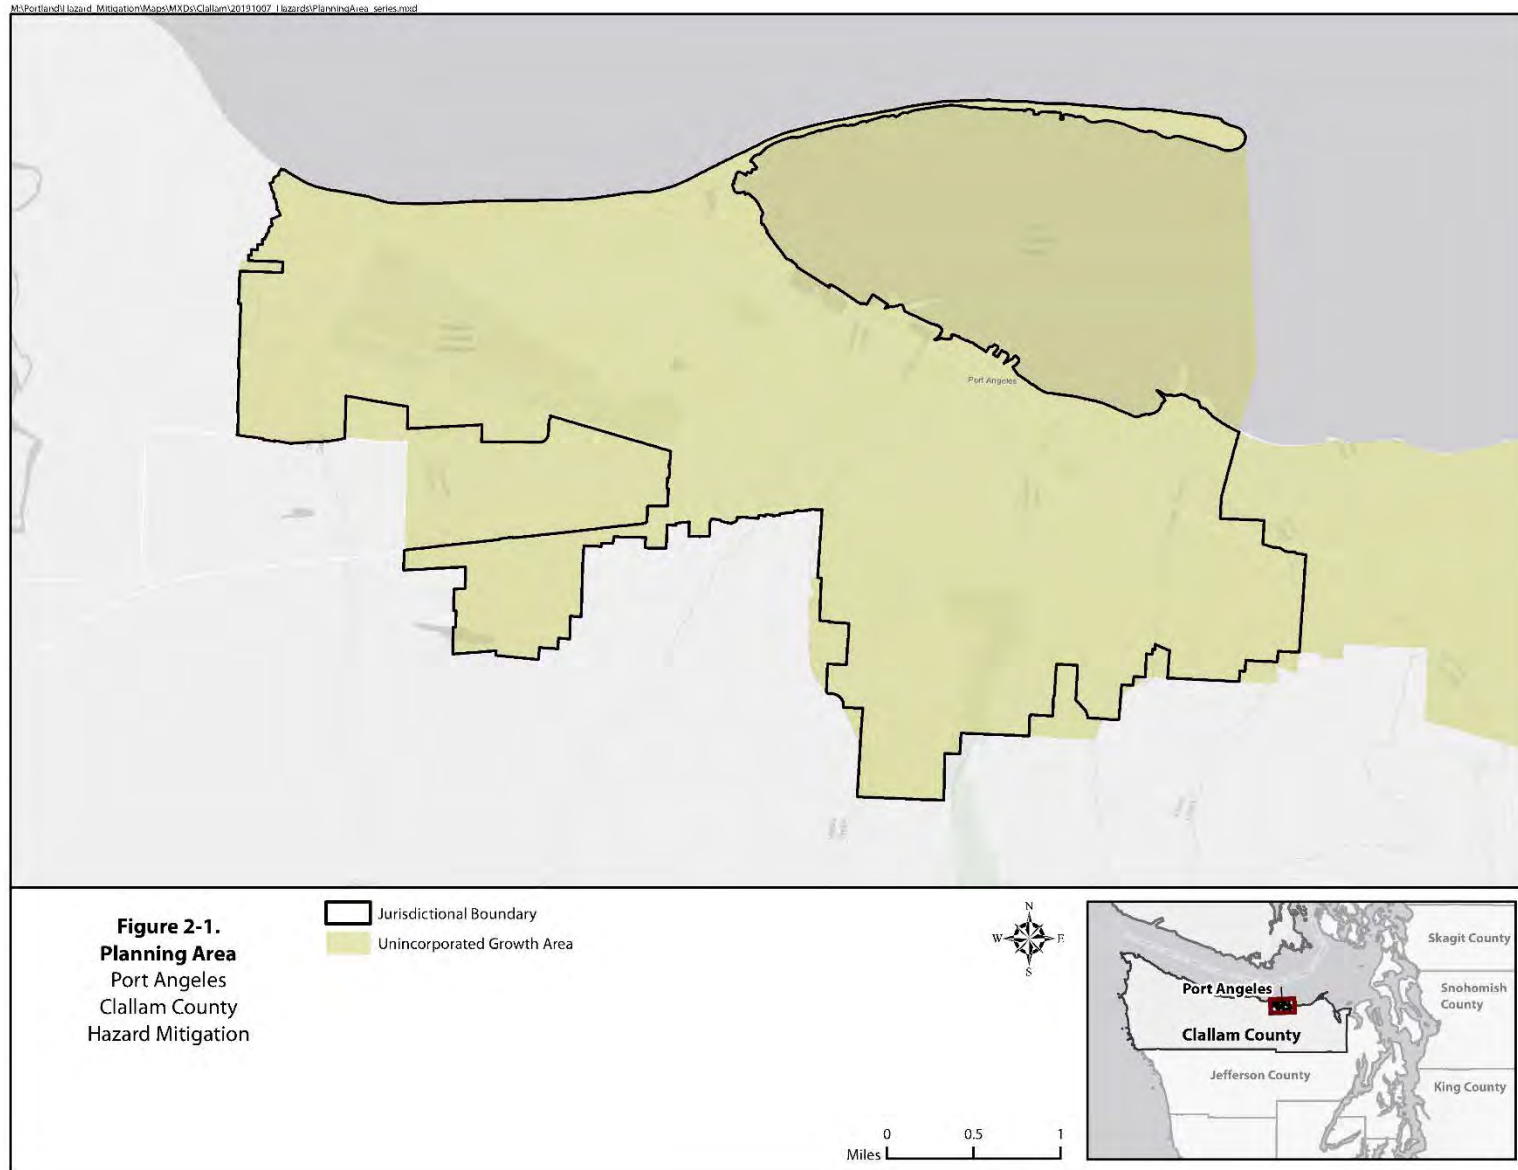 M:\Portland\Hazard_Mitigation\Maps\MXDs\Clallam\20191007_Hazards\PlanningArea_series.mxd
Port Angeles
Figure 2-1.
Planning Area
Port Angeles
Clallam County
Hazard Mitigation
Jurisdictional Boundary
Unincorporated Growth Area
N
W
E
S
0
0.5
1
Miles
Skagit County
Port Angeles
Snohomish
County
Clallam County
Jefferson County
King County